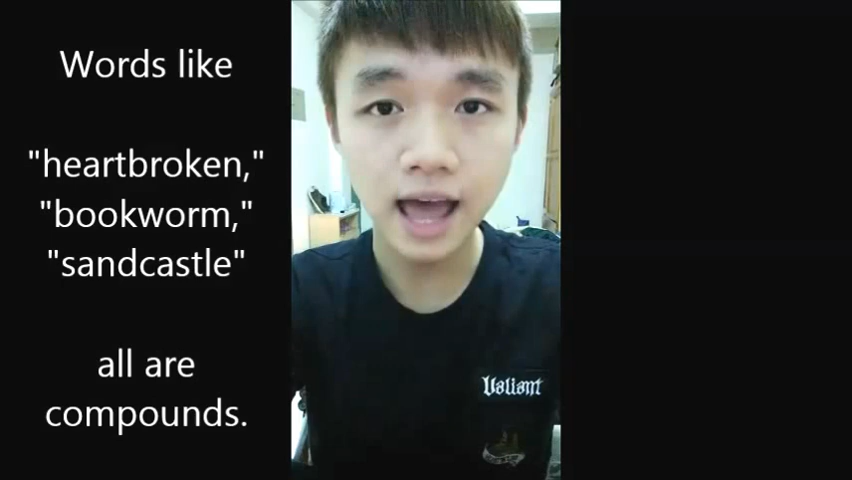 Words like
"heartbroken,"
"bookworm,"
"sandcastle"
all are
compounds.
Valiant